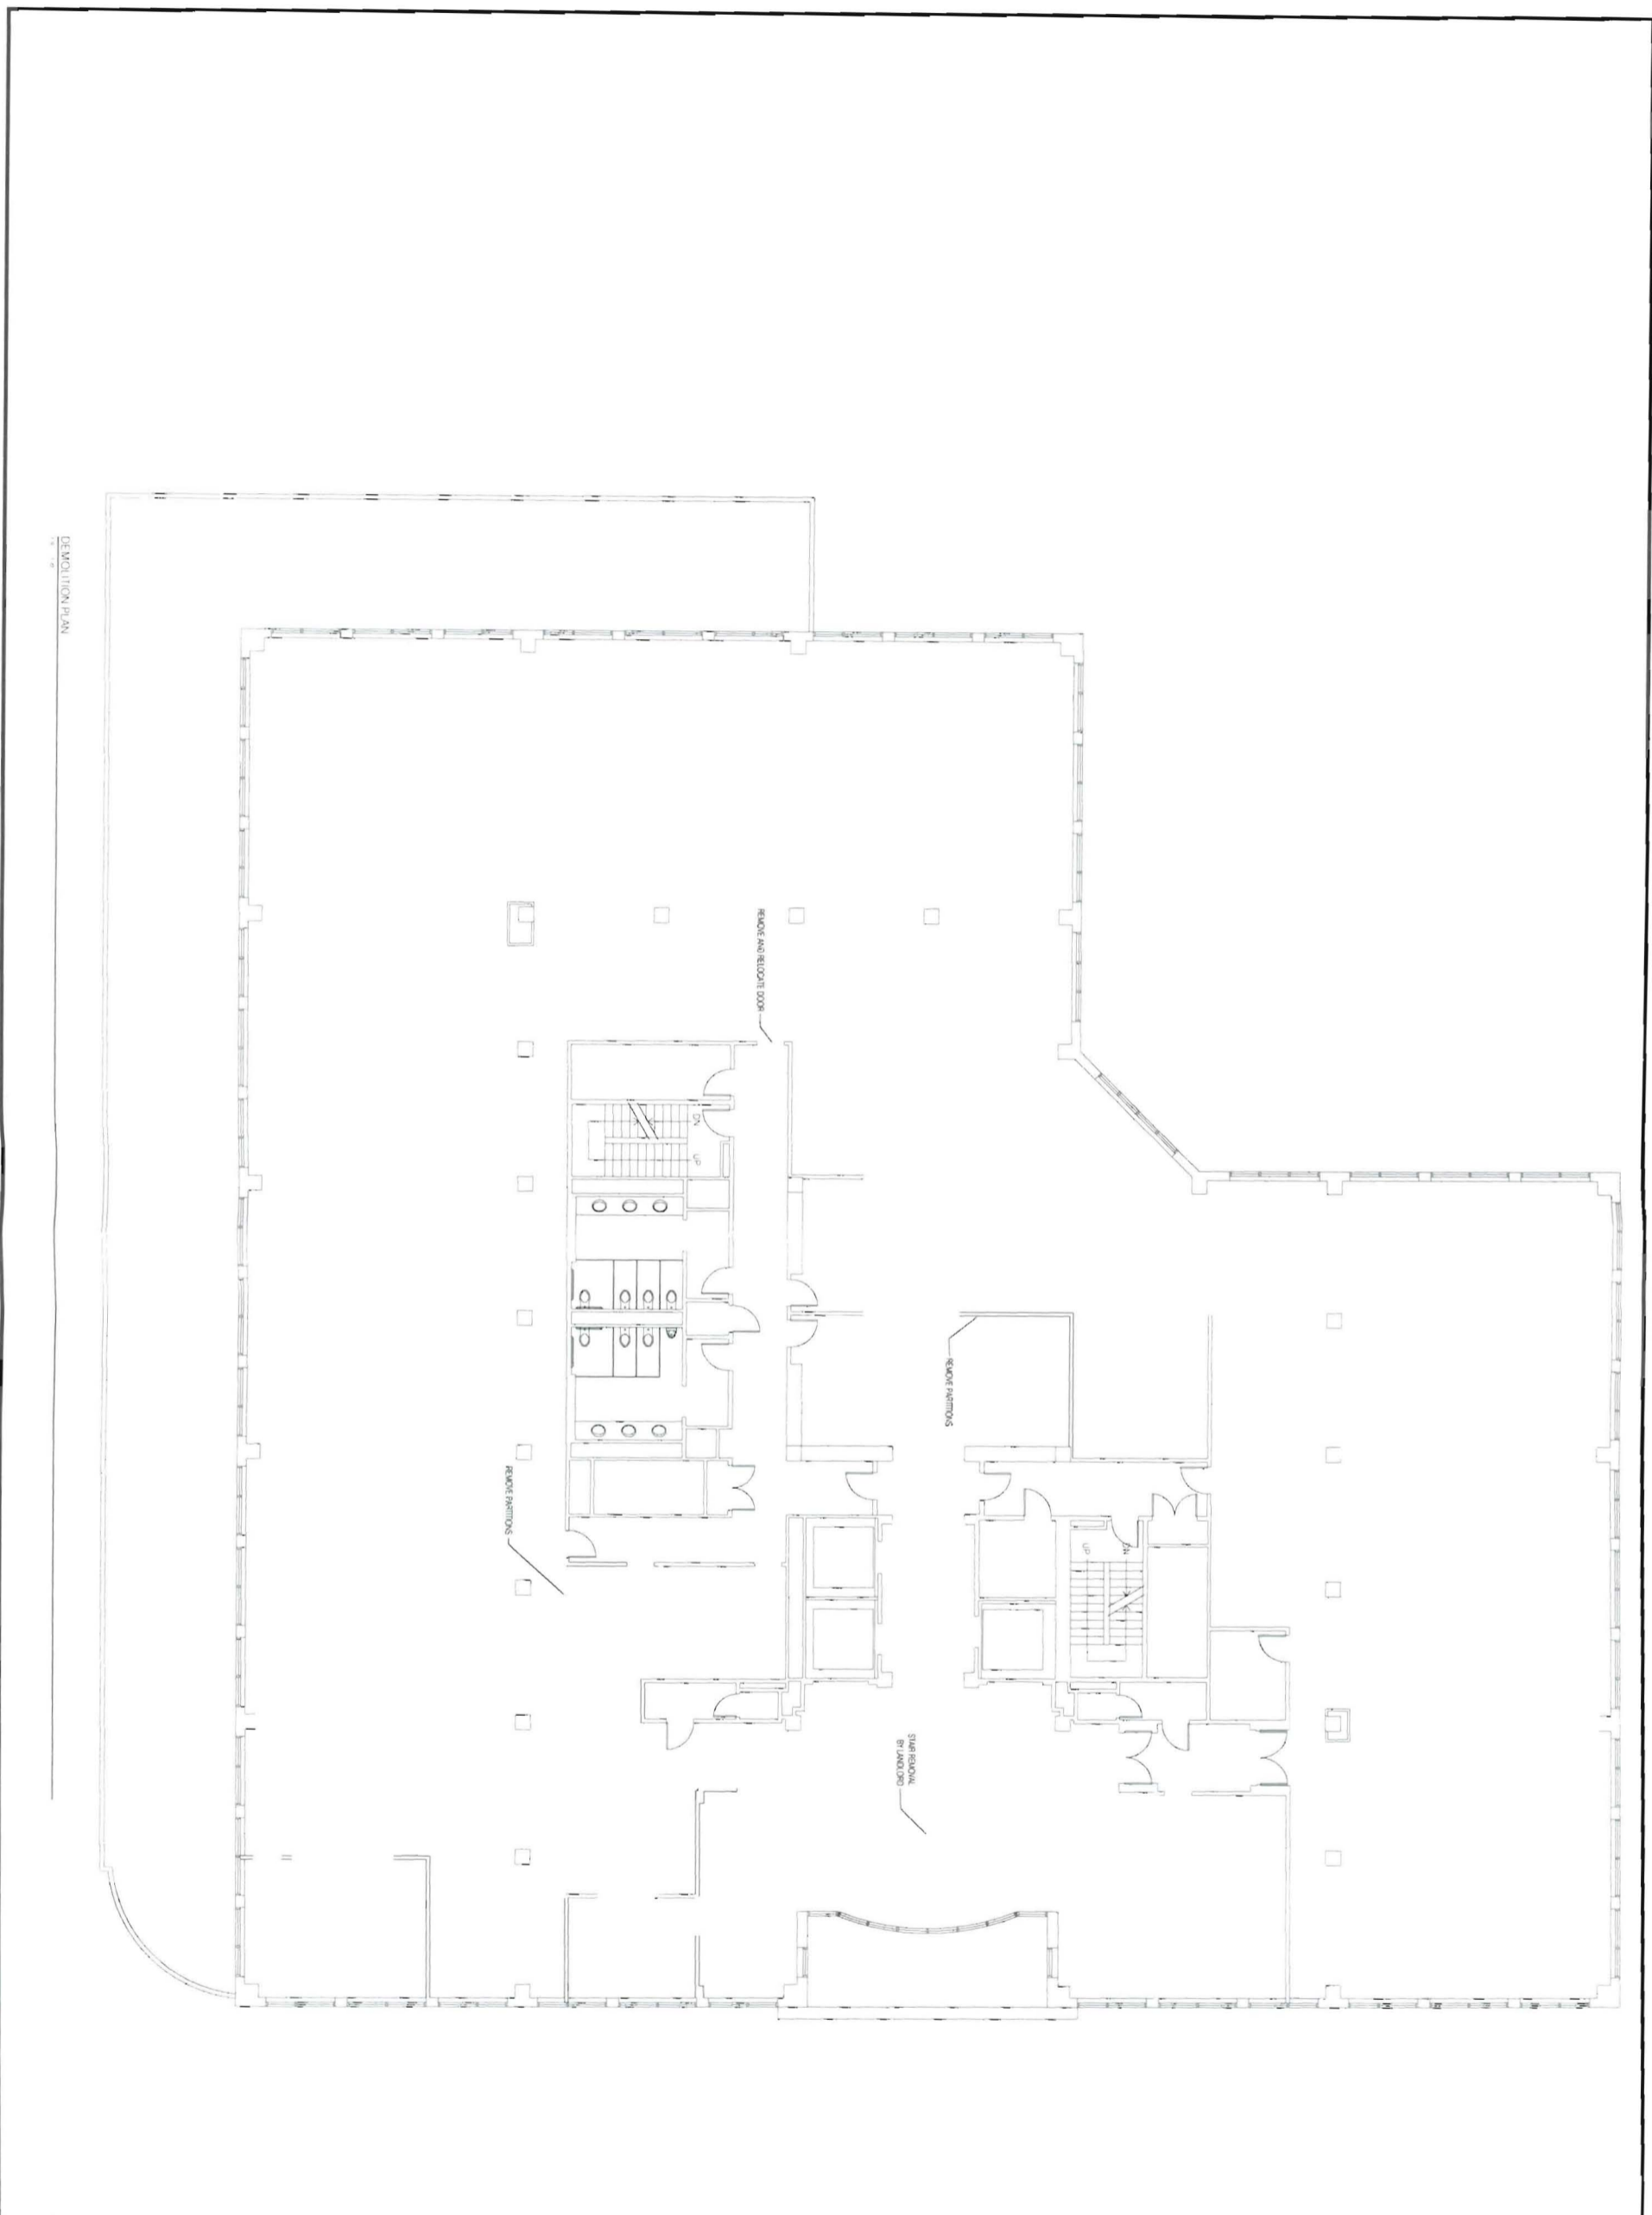 REMOVE AND RELOCATE DOOR
DN
UP
REMOVE PARTITIONS
REMOVE PARTITIONS
UP
DN
STAIR REMOVAL
BY LANDLORD
DEMOLITION PLAN